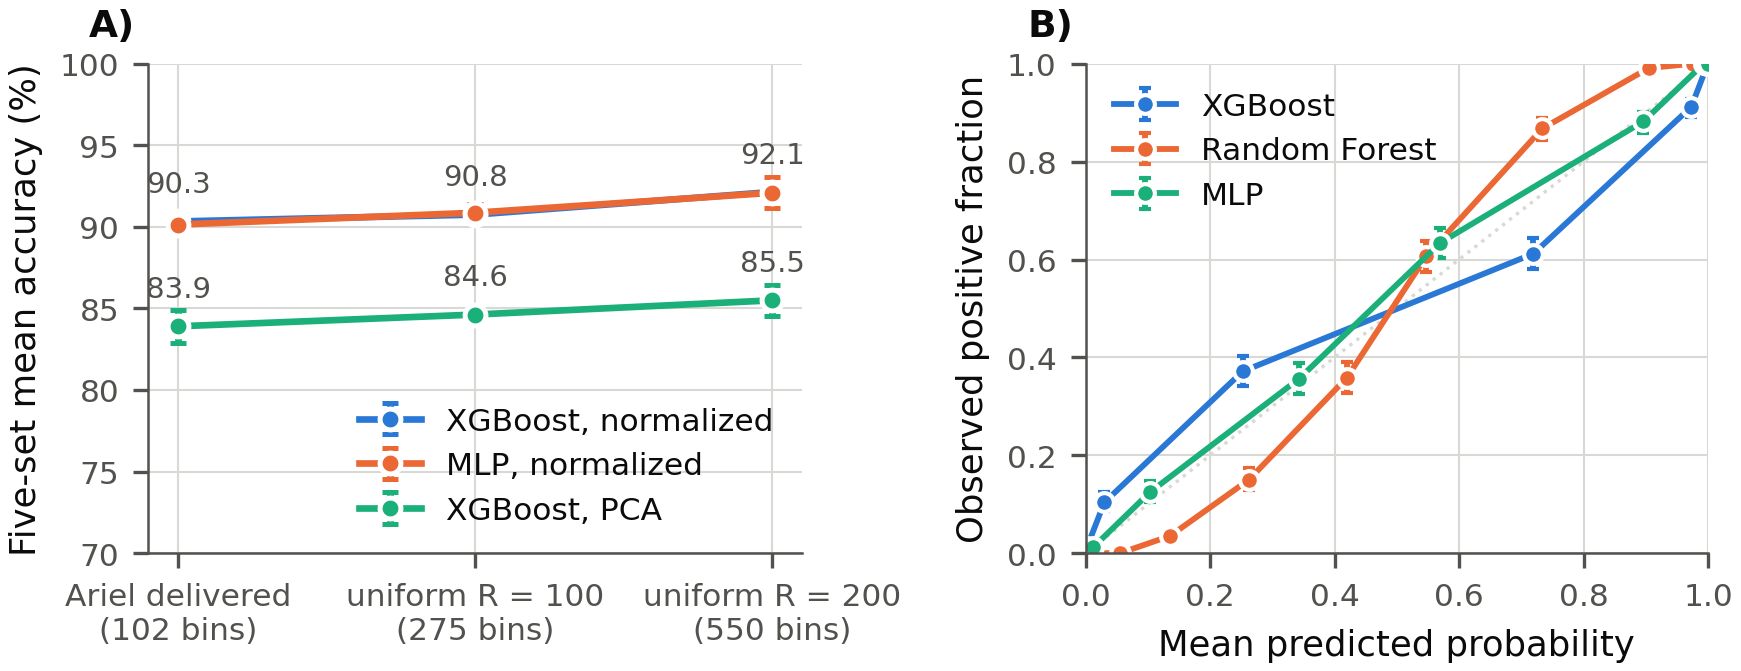 A)
Five-set mean accuracy (%)
100
95
90
85
80
75
70
90.3
90.8
92.1
83.9
84.6
85.5
XGBoost, normalized
MLP, normalized
XGBoost, PCA
Ariel delivered
(102 bins)
uniform R = 100
(275 bins)
uniform R = 200
(550 bins)
B)
Observed positive fraction
1.0
0.8
0.6
0.4
0.2
0.0
XGBoost
Random Forest
MLP
0.0
0.2
0.4
0.6
0.8
1.0
Mean predicted probability